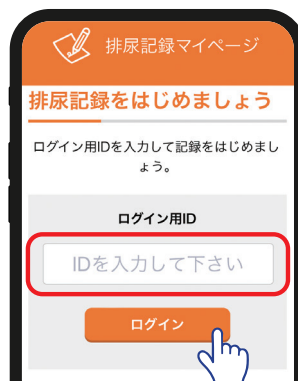 排尿記録マイページ
排尿記録をはじめましょう
ログイン用IDを入力して記録をはじめまし
ょう。
ログイン用ID
IDを入力して下さい
ログイン